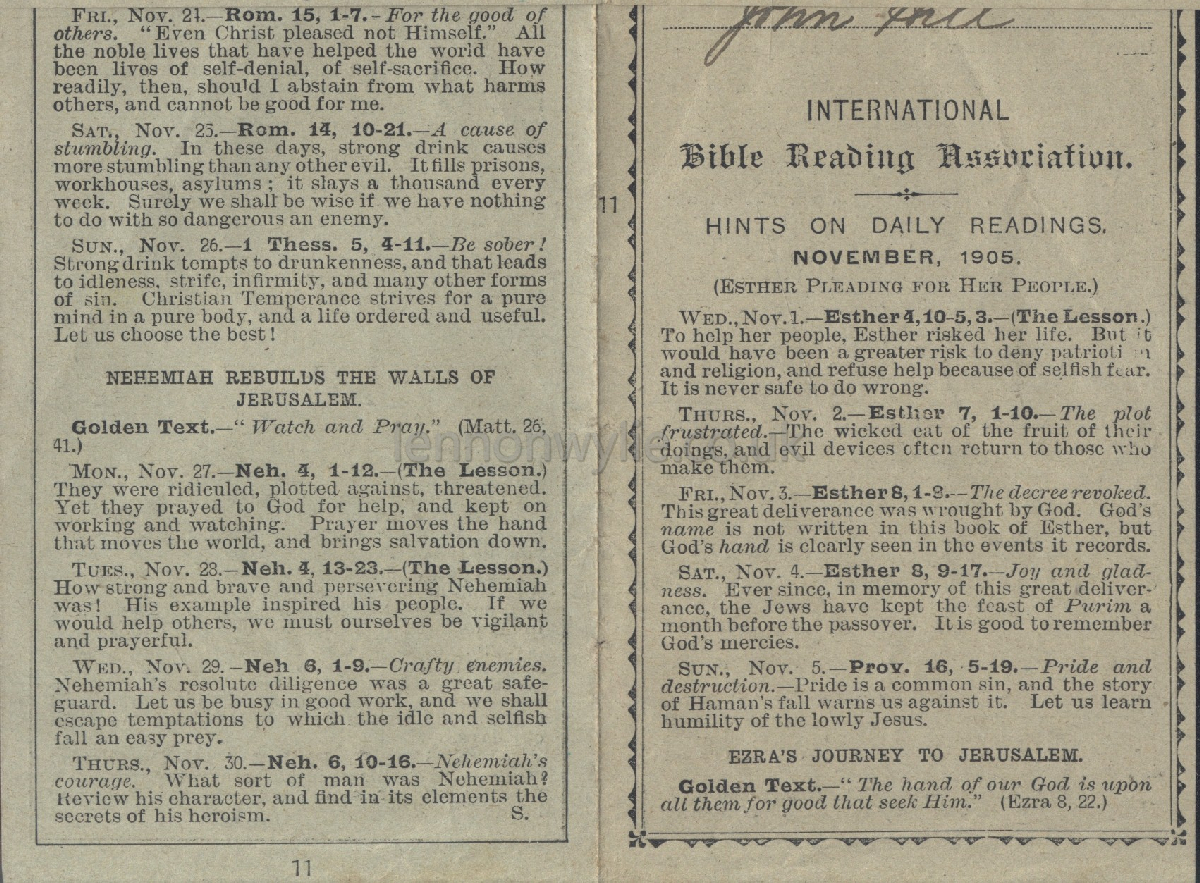 FRI., NOV. 24.—Rom. 15, 1-7.—For the good of
others. "Even Christ pleased not Himself." All
the noble lives that have helped the world have
been lives of self-denial, of self-sacrifice. How
readily, then, should I abstain from what harms
others, and cannot be good for me.
SAT., NOV. 25.—Rom. 14, 10-21.—A cause of
stumbling. In these days, strong drink causes
more stumbling than any other evil. It fills prisons,
workhouses, asylums; it slays a thousand every
week. Surely we shall be wise if we have nothing
to do with so dangerous an enemy.
SUN., NOV. 26.—1 Thess. 5, 4-11.—Be sober!
Strong drink tempts to drunkenness, and that leads
to idleness, strife, infirmity, and many other forms
of sin. Christian Temperance strives for a pure
mind in a pure body, and a life ordered and useful.
Let us choose the best!
NEHEMIAH REBUILDS THE WALLS OF
JERUSALEM.
Golden Text.—"Watch and Pray." (Matt. 26,
41.)
MON., NOV. 27.—Neh. 4, 1-12.—(The Lesson.)
They were ridiculed, plotted against, threatened.
Yet they prayed to God for help, and kept on
working and watching. Prayer moves the hand
that moves the world, and brings salvation down.
TUES., NOV. 28.—Neh. 4, 13-23.—(The Lesson.)
How strong and brave and persevering Nehemiah
was! His example inspired his people. If we
would help others, we must ourselves be vigilant
and prayerful.
WED., NOV. 29.—Neh 6, 1-9.—Crafty enemies.
Nehemiah's resolute diligence was a great safe-
guard. Let us be busy in good work, and we shall
escape temptations to which the idle and selfish
fall an easy prey.
THURS., NOV. 30.—Neh. 6, 10-16.—Nehemiah's
courage. What sort of man was Nehemiah?
Review his character, and find in its elements the
secrets of his heroism. S.
11
11
John
INTERNATIONAL
Bible Reading Association.
HINTS ON DAILY READINGS.
NOVEMBER, 1905.
(ESTHER PLEADING FOR HER PEOPLE.)
WED., NOV. 1.—Esther 4, 10-5, 3.—(The Lesson.)
To help her people, Esther risked her life. But it
would have been a greater risk to deny
and religion, and refuse help because of selfish fear.
It is never safe to do wrong.
THURS., NOV. 2.—Esther 7, 1-10.—The plot
frustrated.—The wicked eat of the fruit of their
doings, and evil devices often return to those who
make them.
FRI., NOV. 3.—Esther 8, 1-8.—The decree revoked.
This great deliverance was wrought by God. God's
name is not written in this book of Esther, but
God's hand is clearly seen in the events it records.
SAT., NOV. 4.—Esther 8, 9-17.—Joy and glad-
ness. Ever since, in memory of this great deliver-
ance, the Jews have kept the feast of Purim a
month before the passover. It is good to remember
God's mercies.
SUN., NOV. 5.—Prov. 16, 5-19.—Pride and
destruction.—Pride is a common sin, and the story
of Haman's fall warns us against it. Let us learn
humility of the lowly Jesus.
EZRA'S JOURNEY TO JERUSALEM.
Golden Text.—"The hand of our God is upon
all them for good that seek Him." (Ezra 8, 22.)